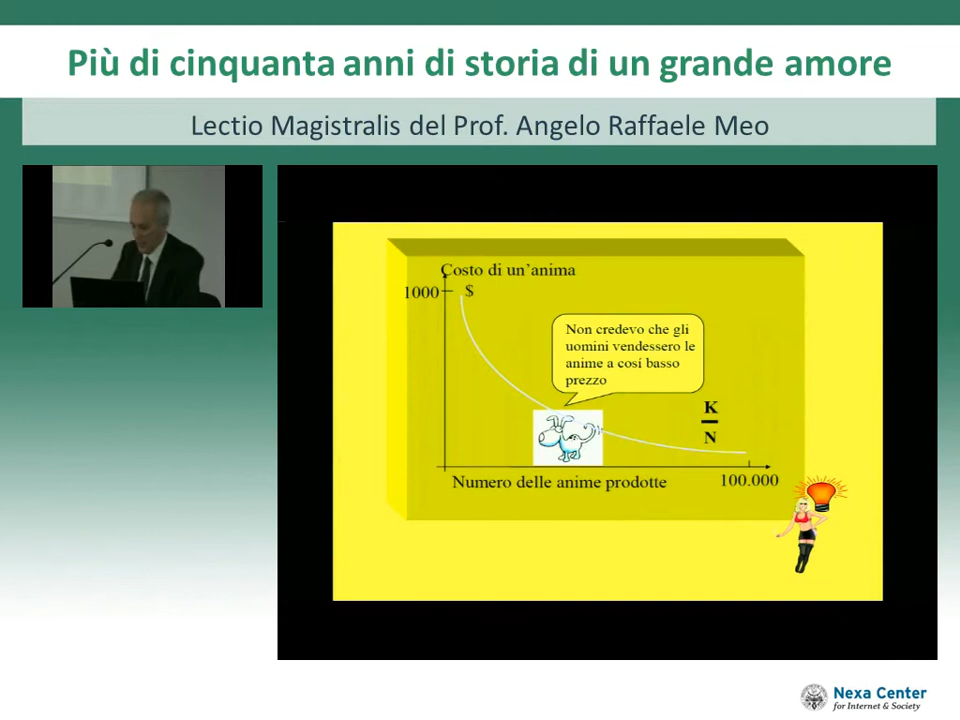 Più di cinquanta anni di storia di un grande amore
Lectio Magistralis del Prof. Angelo Raffaele Meo
Costo di un'anima
1000
$
Non credevo che gli
uomini vendessero le
anime a cosí basso
prezzo
K
N
Numero delle anime prodotte
100.000
Nexa Center
for Internet & Society